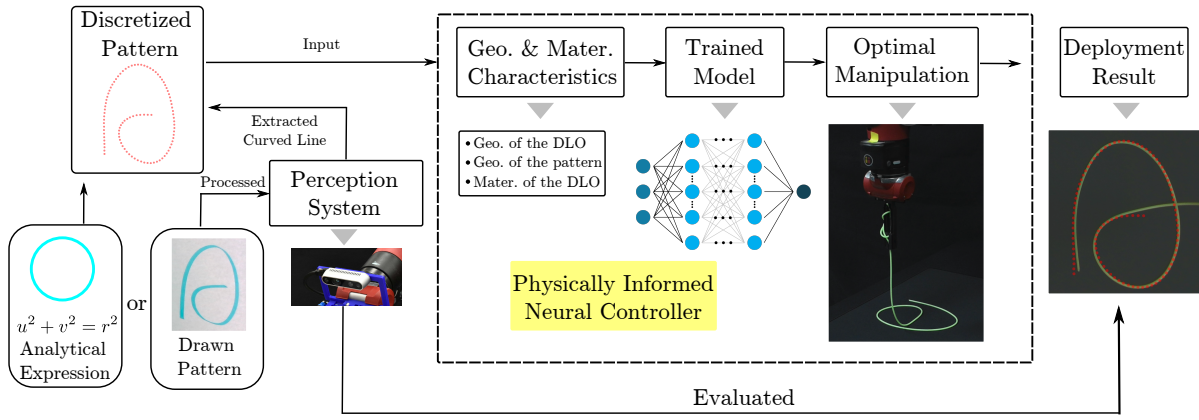 Discretized
Pattern
Input
Geo. & Mater.
Characteristics
Trained
Model
Optimal
Manipulation
Deployment
Result
Extracted
Curved Line
• Geo. of the DLO
• Geo. of the pattern
• Mater. of the DLO
Processed
Perception
System
or
u² + v² = r²
Analytical
Expression
Drawn
Pattern
Physically Informed
Neural Controller
Evaluated